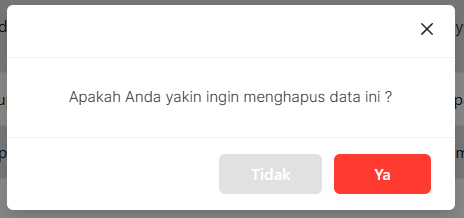 Apakah Anda yakin ingin menghapus data ini ?
Tidak
Ya